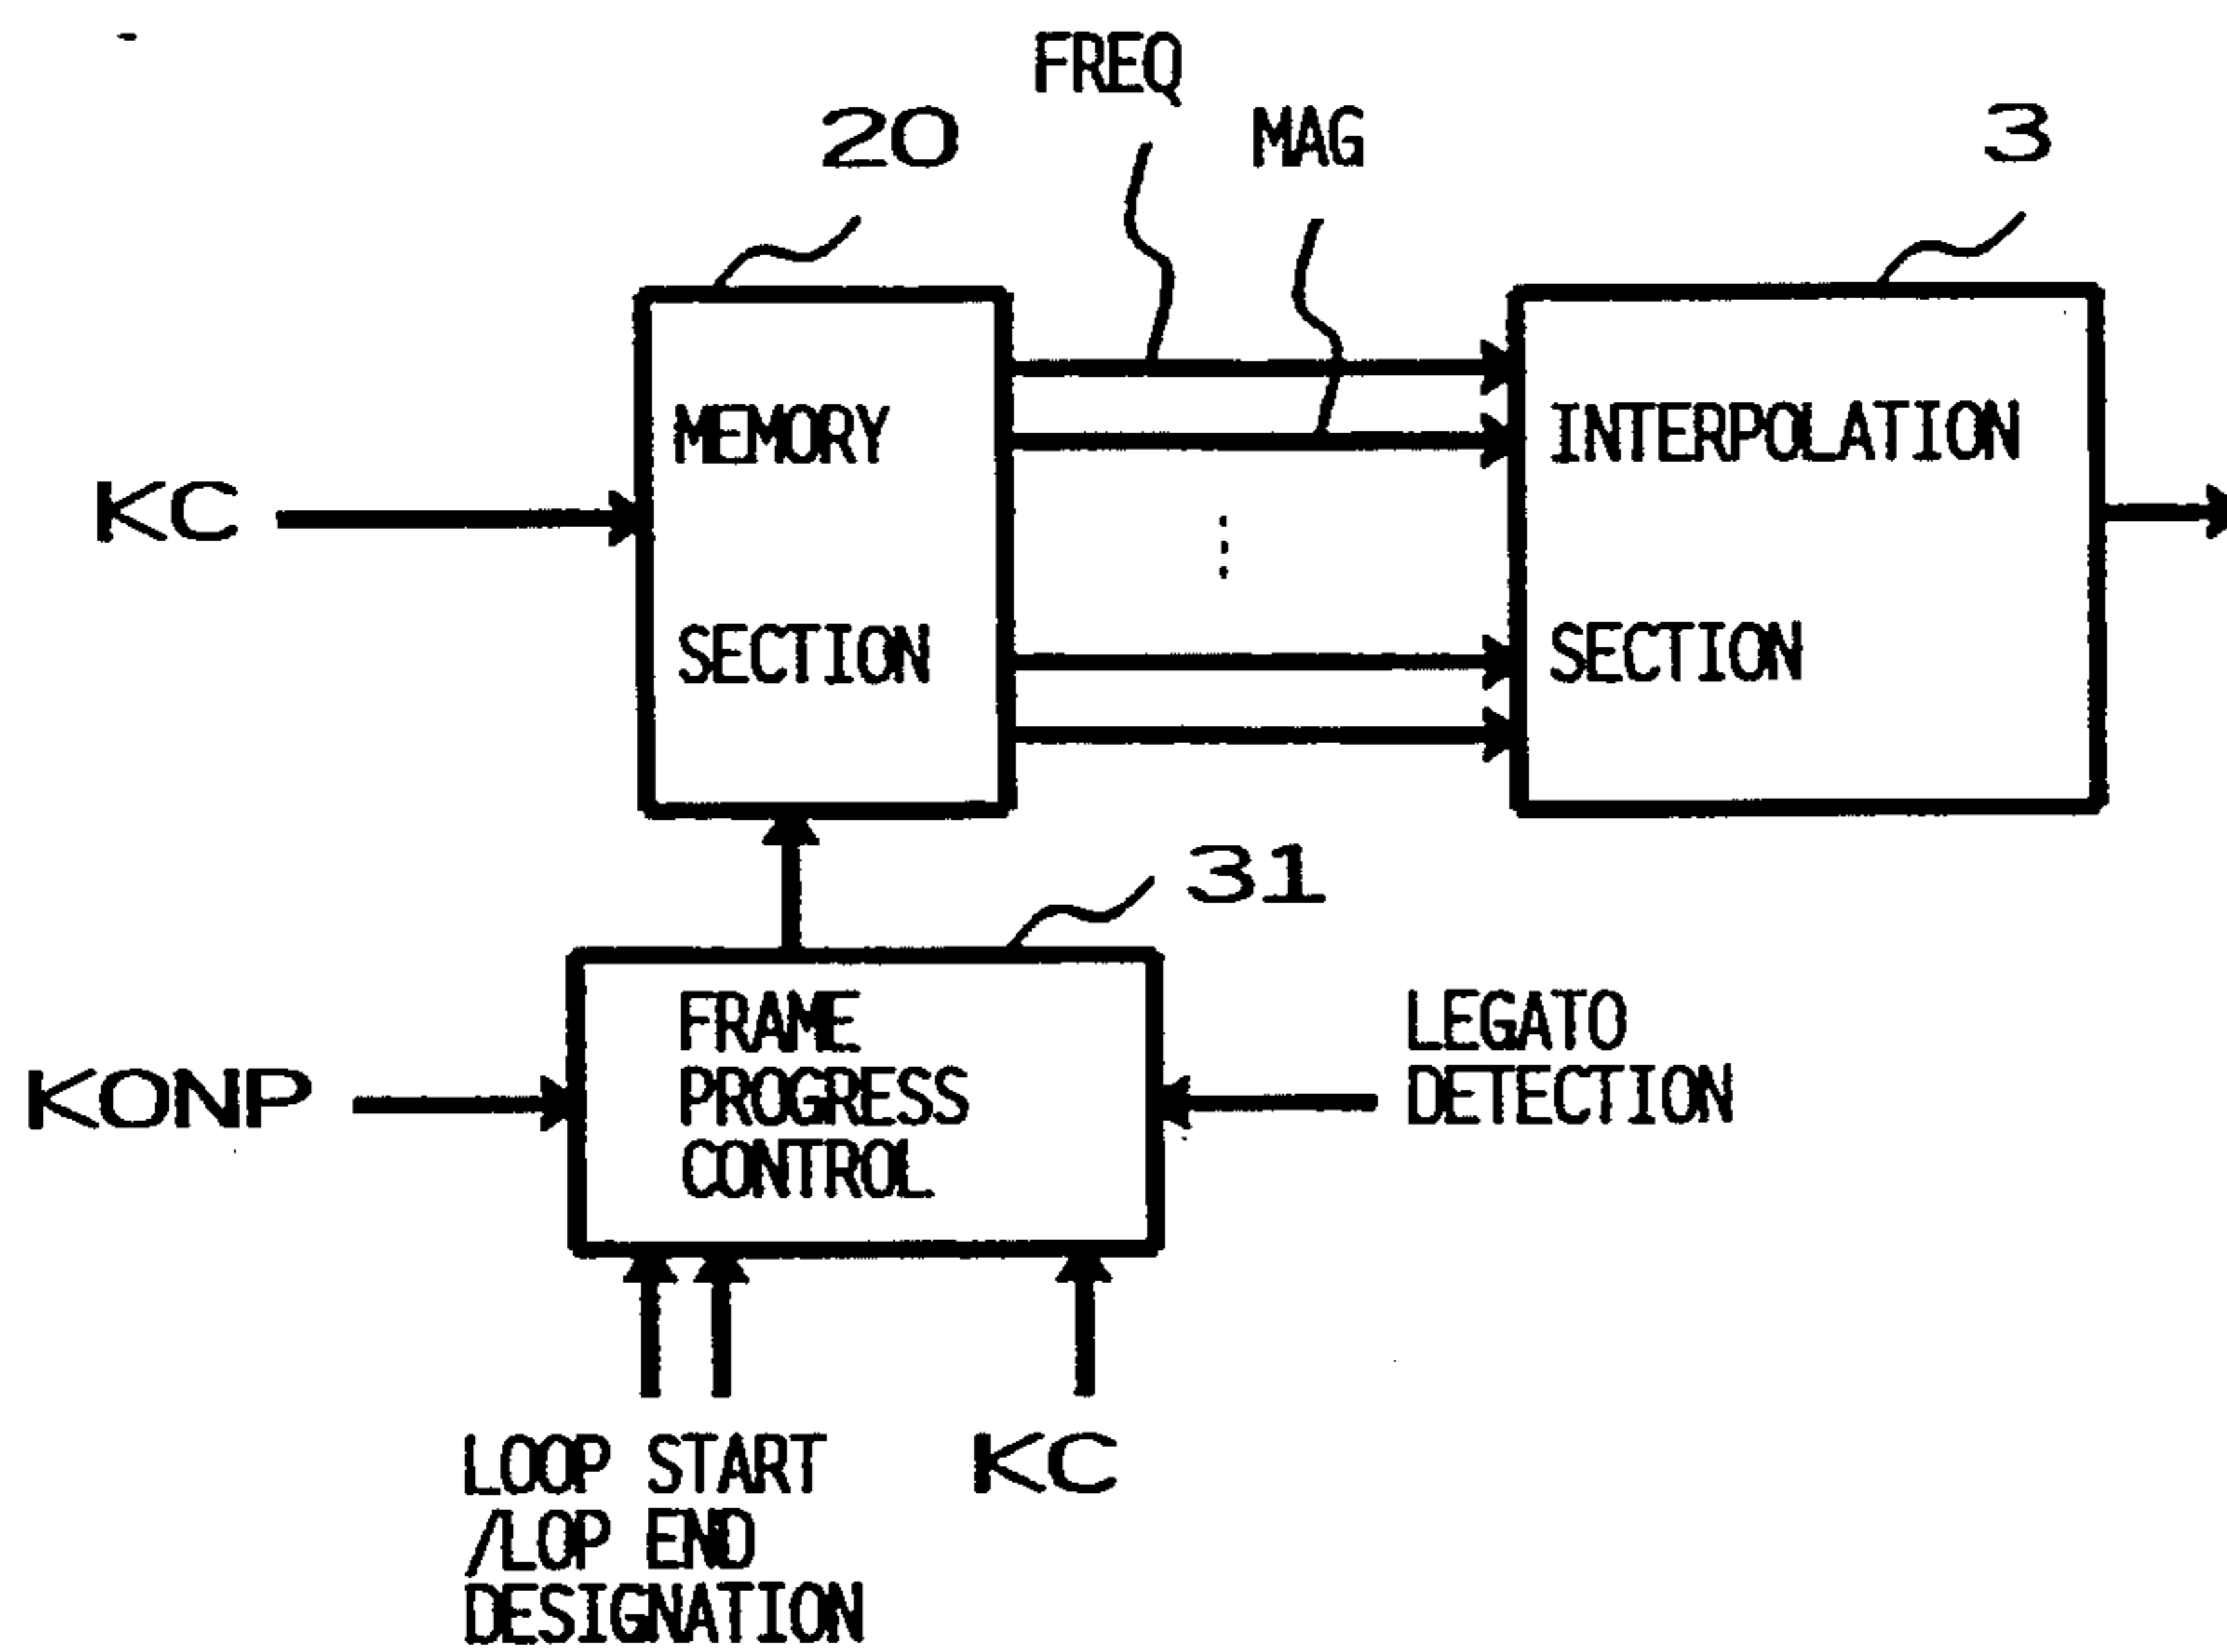 FREQ
MAG
20
3
MEMORY
SECTION
INTERPOLATION
SECTION
KC
31
FRAME
PROGRESS
CONTROL
KONP
LEGATO
DETECTION
LOOP START
/LOP END
DESIGNATION
KC